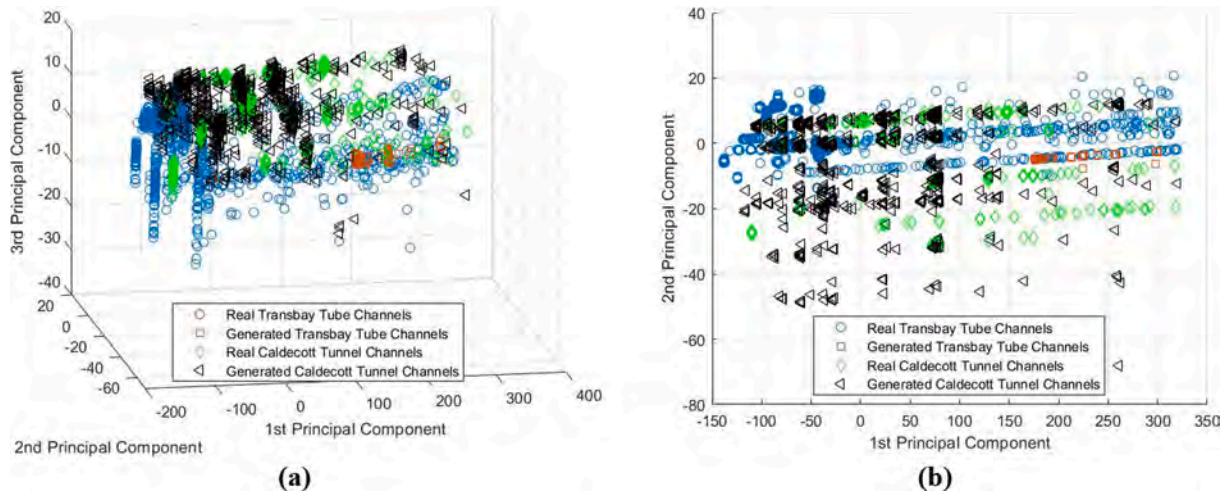 20
10
0
-10
-20
-30
-40
3rd Principal Component
20
0
-20
-40
-60
2nd Principal Component
-200
-100
0
100
200
300
400
1st Principal Component
Real Transbay Tube Channels
Generated Transbay Tube Channels
Real Caldecott Tunnel Channels
Generated Caldecott Tunnel Channels
(a)
40
20
0
-20
-40
-60
-80
2nd Principal Component
-150
-100
-50
0
50
100
150
200
250
300
350
1st Principal Component
Real Transbay Tube Channels
Generated Transbay Tube Channels
Real Caldecott Tunnel Channels
Generated Caldecott Tunnel Channels
(b)